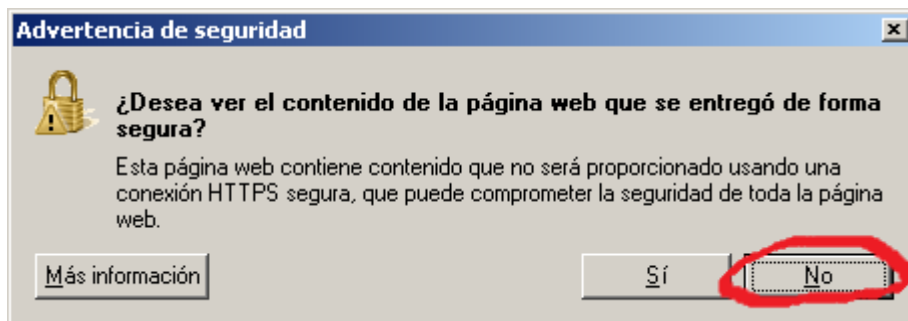 Advertencia de seguridad
¿Desea ver el contenido de la página web que se entregó de forma
segura?
Esta página web contiene contenido que no será proporcionado usando una
conexión HTTPS segura, que puede comprometer la seguridad de toda la página
web.
Más información Sí No